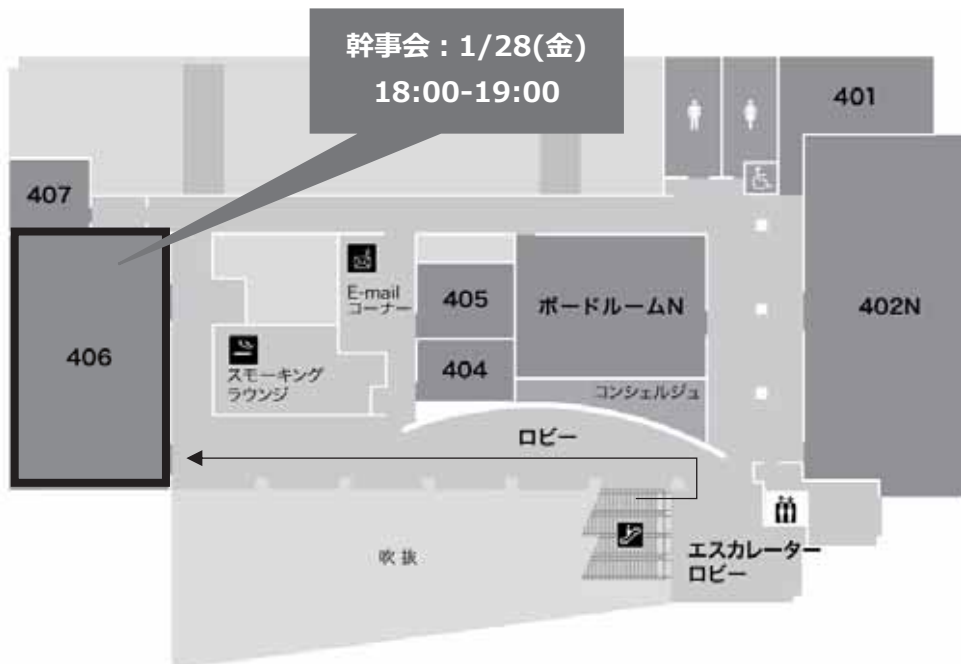 幹事会：1/28(金)
18:00-19:00
401
407
E-mail
コーナー
405
ボードルームN
402N
406
404
スモーキング
ラウンジ
コンシェルジュ
ロビー
吹 抜
エスカレーター
ロビー